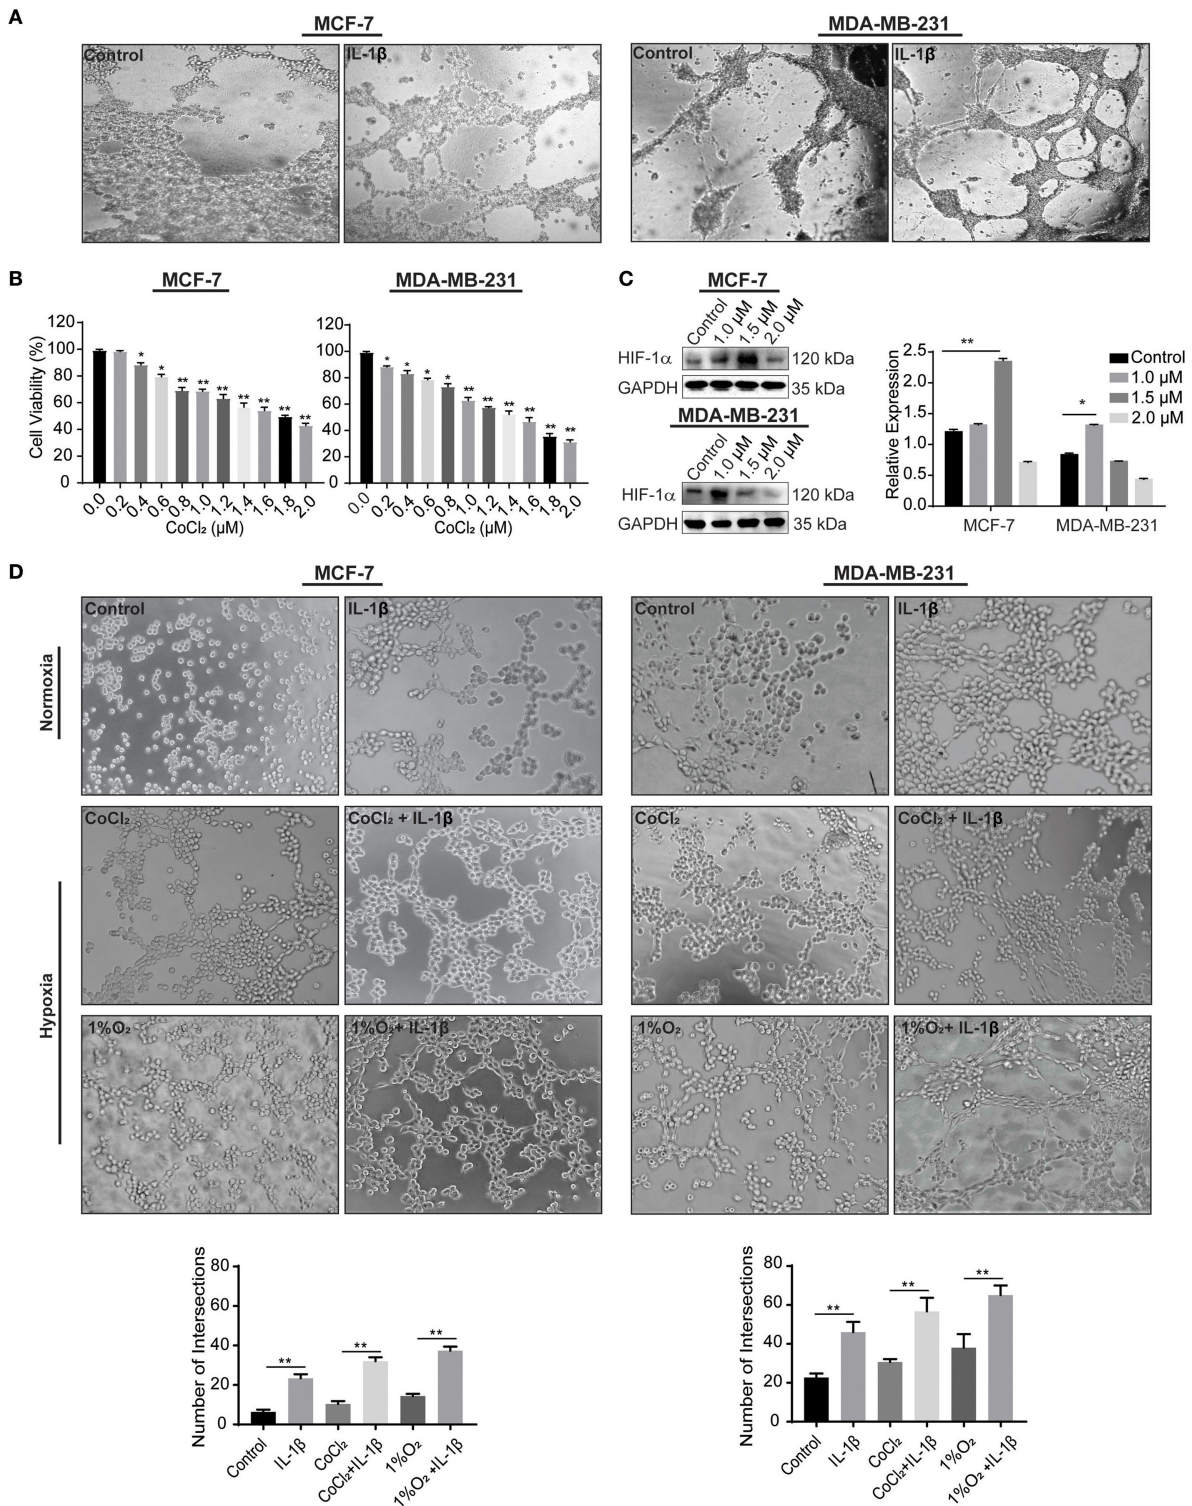 A
MCF-7
MDA-MB-231
Control
IL-1β
Control
IL-1β
B
MCF-7
MDA-MB-231
Cell Viability (%)
120
100
80
60
40
20
0
0.0 0.2 0.4 0.6 0.8 1.0 1.2 1.4 1.6 1.8 2.0
CoCl₂ (μM)
* * ** ** ** ** ** ** **
120
100
80
60
40
20
0
0.0 0.2 0.4 0.6 0.8 1.0 1.2 1.4 1.6 1.8 2.0
CoCl₂ (μM)
* * * * ** ** ** ** ** **
C
MCF-7
Control 1.0 μM 1.5 μM 2.0 μM
HIF-1α 120 kDa
GAPDH 35 kDa
MDA-MB-231
Control 1.0 μM 1.5 μM 2.0 μM
HIF-1α 120 kDa
GAPDH 35 kDa
Relative Expression
2.5
2.0
1.5
1.0
0.5
0.0
**
*
MCF-7 MDA-MB-231
Control
1.0 μM
1.5 μM
2.0 μM
D
MCF-7
MDA-MB-231
Normoxia
Control
IL-1β
Control
IL-1β
Hypoxia
CoCl₂
CoCl₂ + IL-1β
CoCl₂
CoCl₂ + IL-1β
1%O₂
1%O₂+ IL-1β
1%O₂
1%O₂+ IL-1β
Number of Intersections
80
60
40
20
0
** ** **
Control IL-1β CoCl₂ CoCl₂+IL-1β 1%O₂ 1%O₂ +IL-1β
Number of Intersections
80
60
40
20
0
** ** **
Control IL-1β CoCl₂ CoCl₂+IL-1β 1%O₂ 1%O₂ +IL-1β